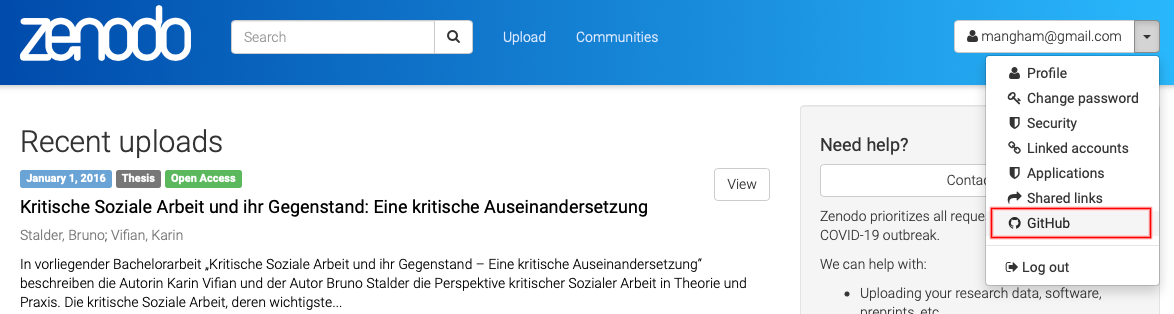 zenodo
Search
Upload
Communities
mangham@gmail.com
Profile
Change password
Security
Linked accounts
Applications
Shared links
GitHub
Log out
Recent uploads
January 1, 2016 Thesis Open Access
View
Kritische Soziale Arbeit und ihr Gegenstand: Eine kritische Auseinandersetzung
Stalder, Bruno; Vifian, Karin
In vorliegender Bachelorarbeit „Kritische Soziale Arbeit und ihr Gegenstand – Eine kritische Auseinandersetzung“
beschreiben die Autorin Karin Vifian und der Autor Bruno Stalder die Perspektive kritischer Sozialer Arbeit in Theorie und
Praxis. Die kritische Soziale Arbeit, deren wichtigste...
Need help?
Zenodo prioritizes all
COVID-19 outbreak.
We can help with:
Uploading your research data, software,
preprints, etc.